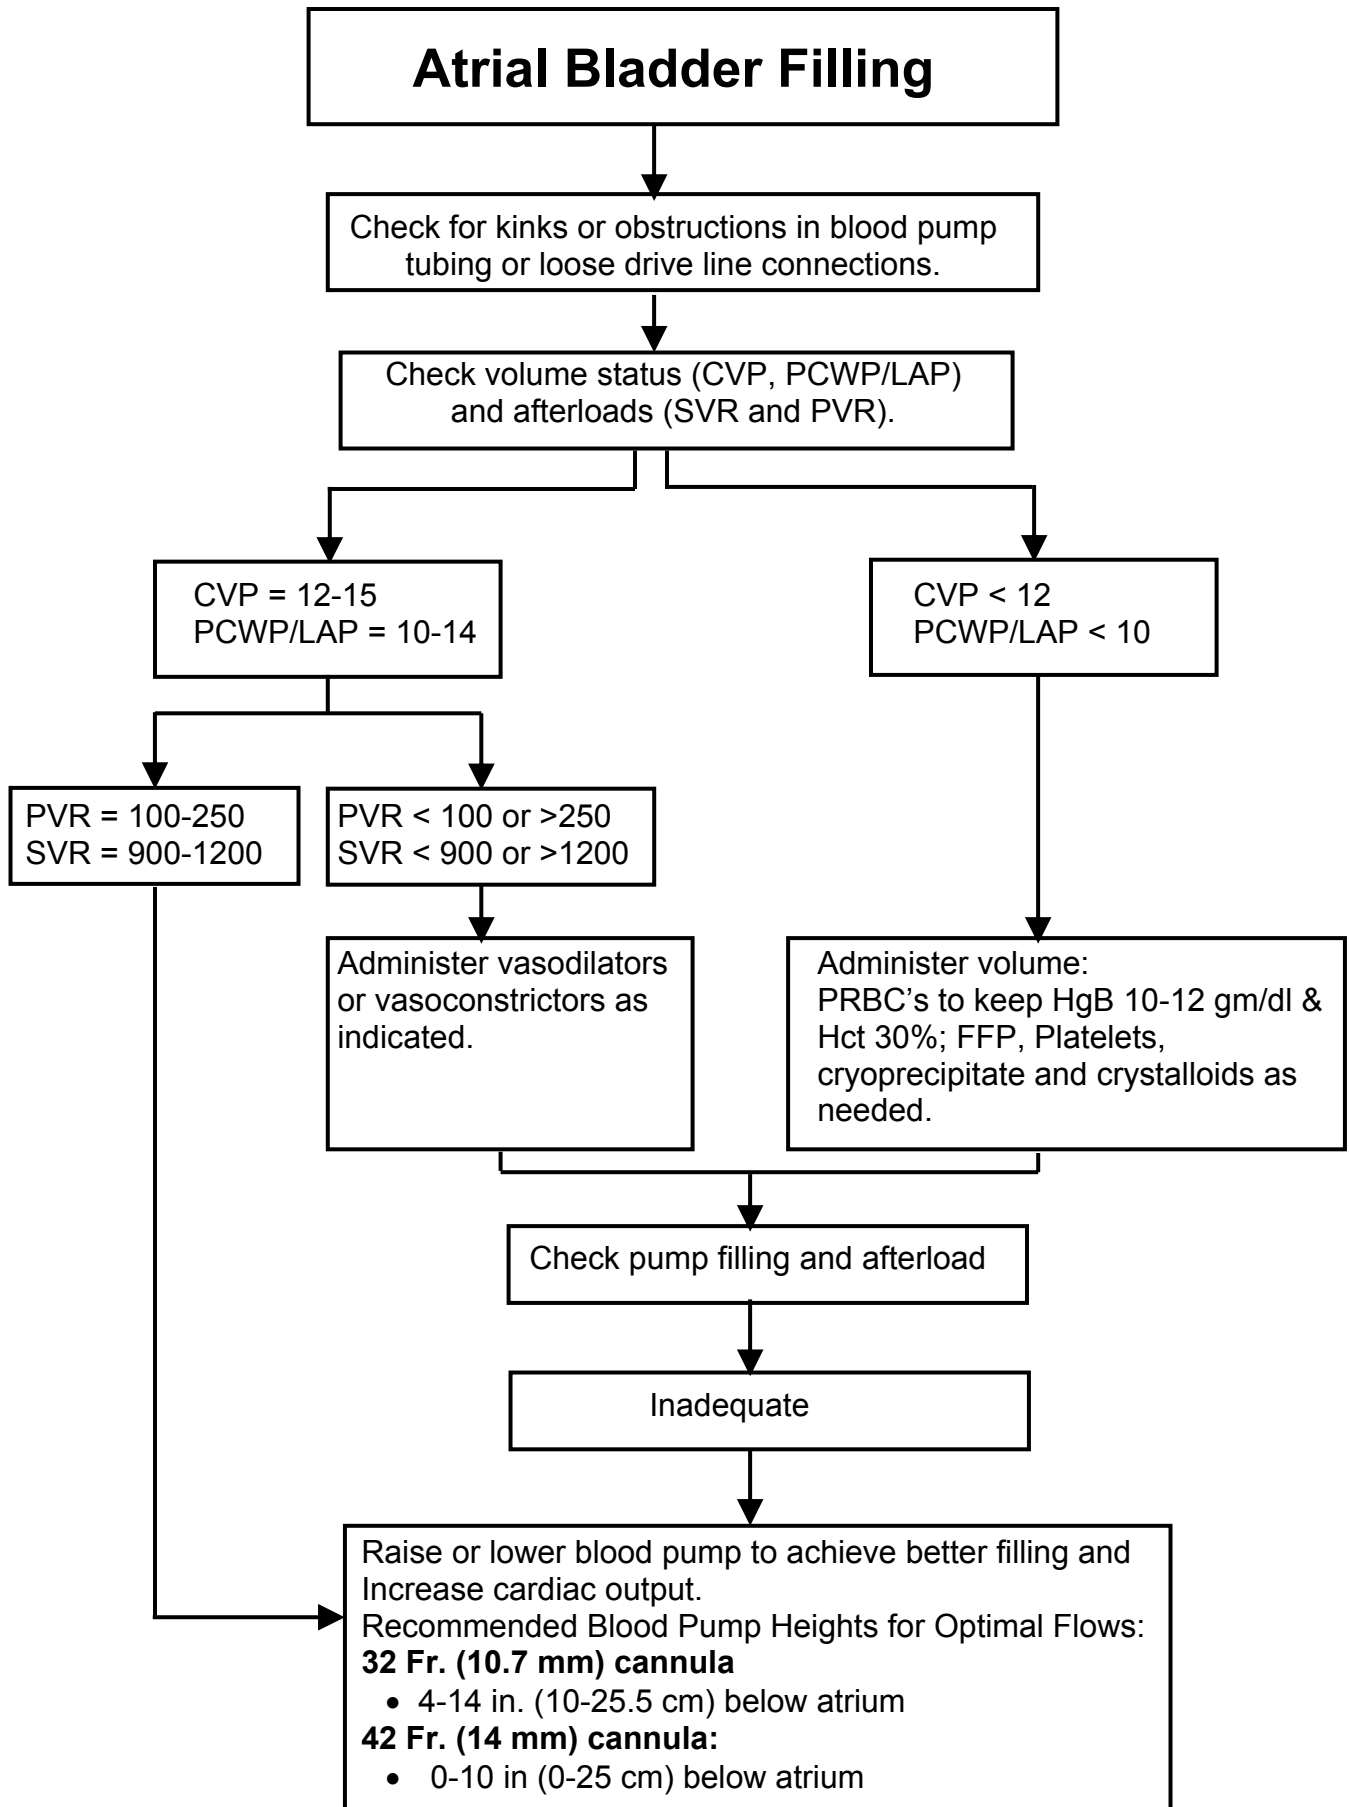 Atrial Bladder Filling
Check for kinks or obstructions in blood pump
tubing or loose drive line connections.
Check volume status (CVP, PCWP/LAP)
and afterloads (SVR and PVR).
CVP = 12-15
PCWP/LAP = 10-14
CVP < 12
PCWP/LAP < 10
PVR = 100-250
SVR = 900-1200
PVR < 100 or >250
SVR < 900 or >1200
Administer vasodilators
or vasoconstrictors as
indicated.
Administer volume:
PRBC’s to keep HgB 10-12 gm/dl &
Hct 30%; FFP, Platelets,
cryoprecipitate and crystalloids as
needed.
Check pump filling and afterload
Inadequate
Raise or lower blood pump to achieve better filling and
Increase cardiac output.
Recommended Blood Pump Heights for Optimal Flows:
32 Fr. (10.7 mm) cannula
• 4-14 in. (10-25.5 cm) below atrium
42 Fr. (14 mm) cannula:
• 0-10 in (0-25 cm) below atrium